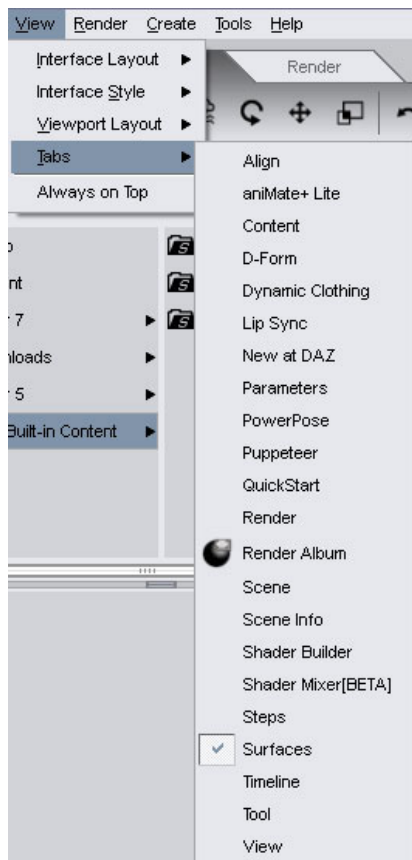 View Render Create Tools Help
Interface Layout
Interface Style
Viewport Layout
Tabs
Always on Top
Render
nt
7
nloads
5
Built-in Content
Align
aniMate+ Lite
Content
D-Form
Dynamic Clothing
Lip Sync
New at DAZ
Parameters
PowerPose
Puppeteer
QuickStart
Render
Render Album
Scene
Scene Info
Shader Builder
Shader Mixer[BETA]
Steps
Surfaces
Timeline
Tool
View